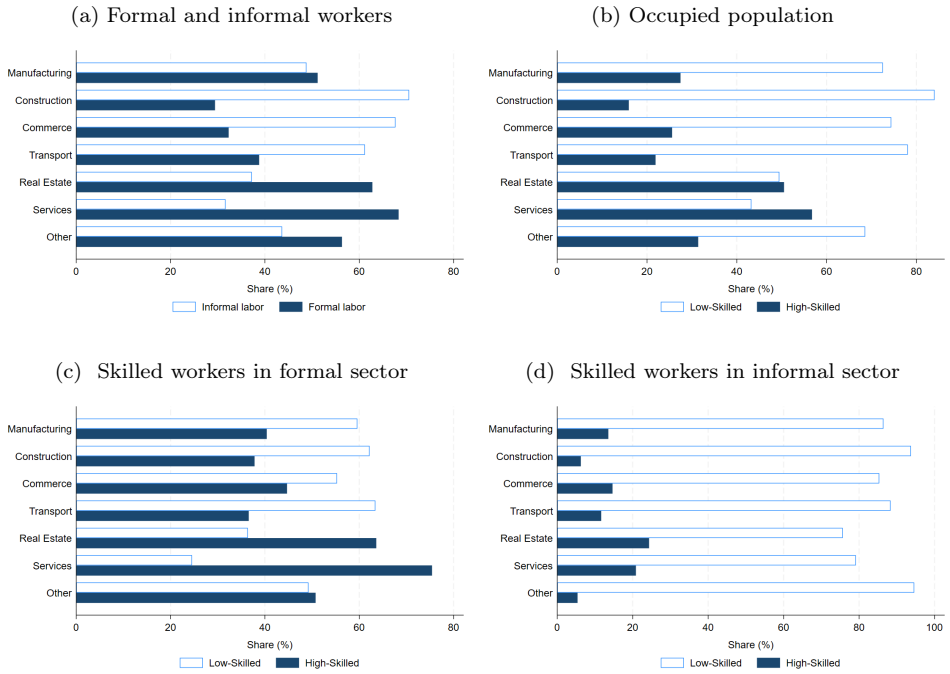 (a) Formal and informal workers
Manufacturing
Construction
Commerce
Transport
Real Estate
Services
Other
0 20 40 60 80
Share (%)
Informal labor Formal labor
(b) Occupied population
Manufacturing
Construction
Commerce
Transport
Real Estate
Services
Other
0 20 40 60 80
Share (%)
Low-Skilled High-Skilled
(c) Skilled workers in formal sector
Manufacturing
Construction
Commerce
Transport
Real Estate
Services
Other
0 20 40 60 80
Share (%)
Low-Skilled High-Skilled
(d) Skilled workers in informal sector
Manufacturing
Construction
Commerce
Transport
Real Estate
Services
Other
0 20 40 60 80 100
Share (%)
Low-Skilled High-Skilled